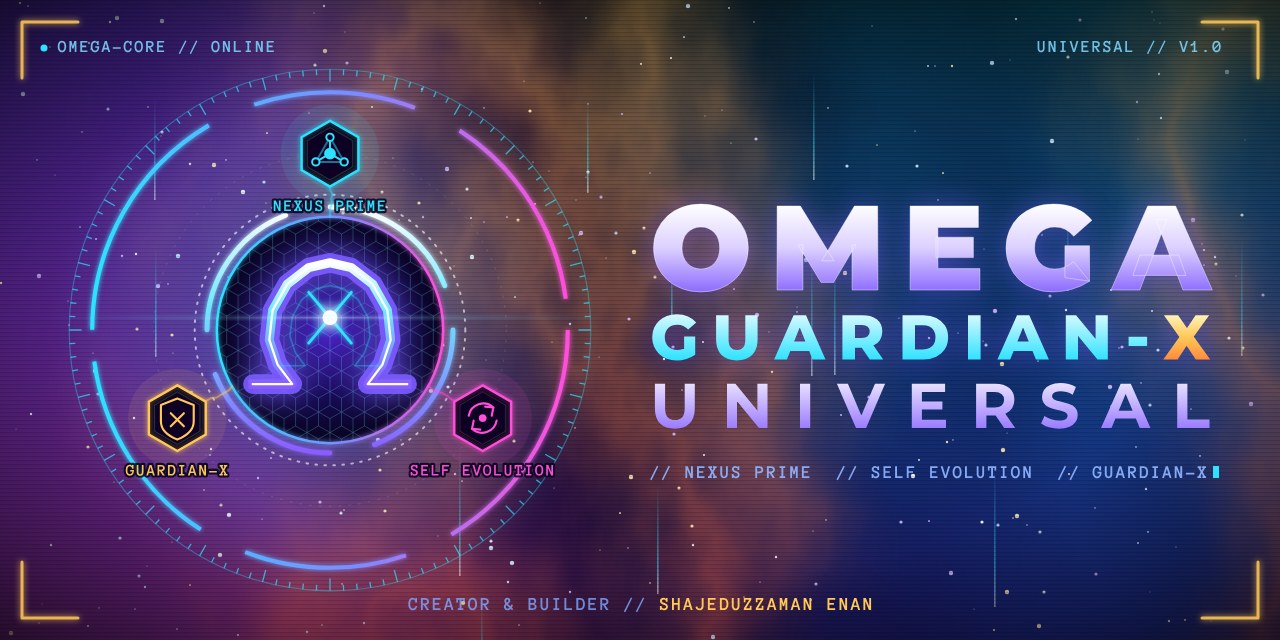 OMEGA-CORE // ONLINE
UNIVERSAL // V1.0
NEXUS PRIME
GUARDIAN-X
SELF EVOLUTION
OMEGA
GUARDIAN-X
UNIVERSAL
// NEXUS PRIME // SELF EVOLUTION // GUARDIAN-X
CREATOR & BUILDER // SHAJEDUZZAMAN ENAN